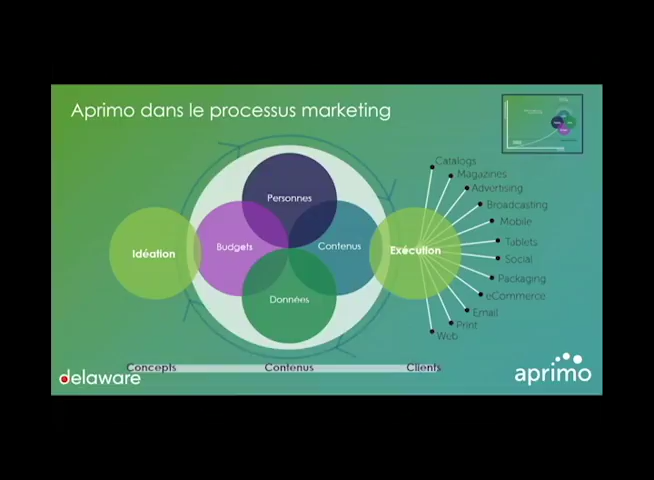 Aprimo dans le processus marketing
Catalogs
Magazines
Advertising
Broadcasting
Mobile
Tablets
Social
Packaging
eCommerce
Email
Print
Web
Personnes
Idéation
Budgets
Contenus
Exécution
Données
Concepts
Contenus
Clients
delaware
aprimo